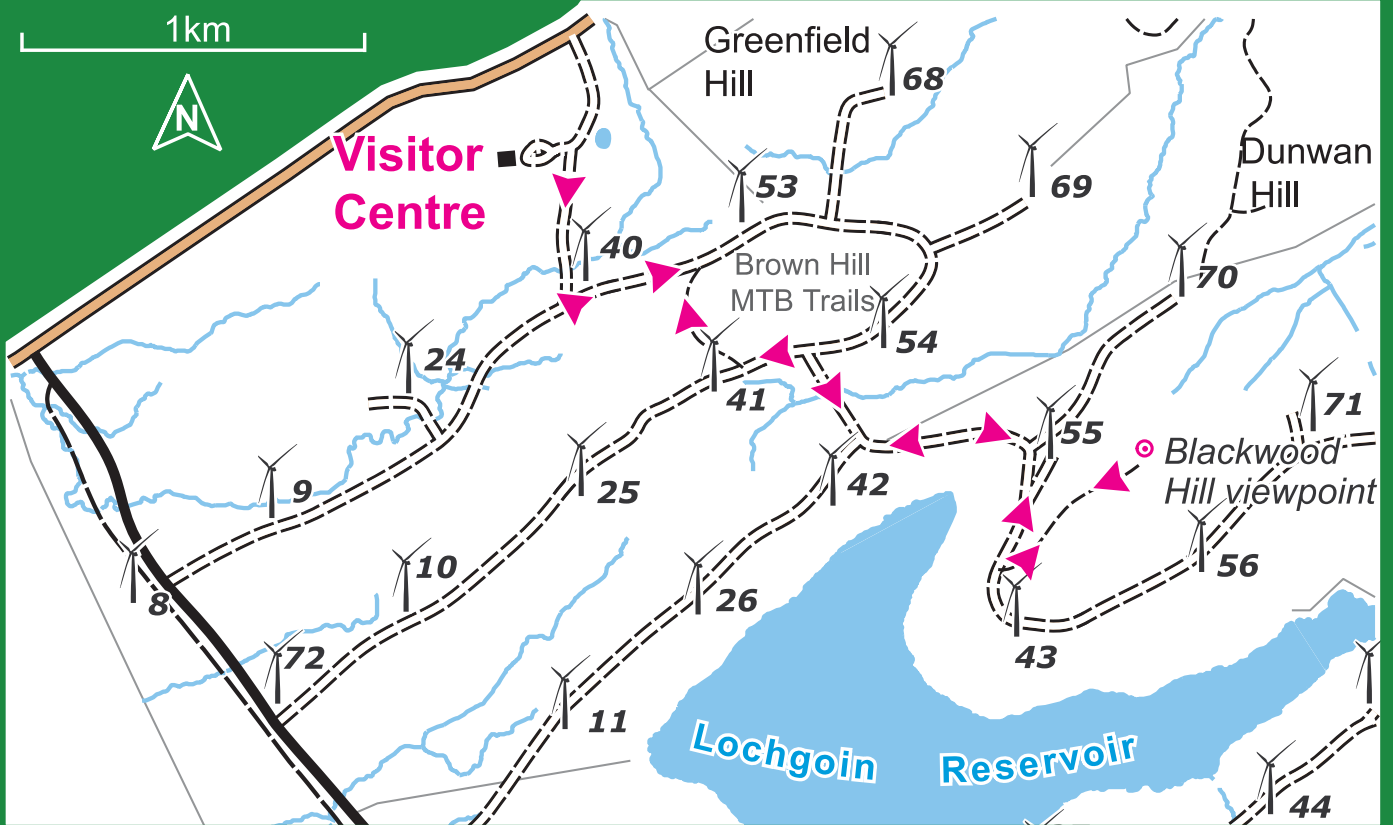 1km
N
Greenfield
Hill
68
Visitor
Centre
53
69
Dunwan
Hill
40
Brown Hill
MTB Trails
70
24
54
41
55
71
Blackwood
Hill viewpoint
9
25
42
10
56
8
26
72
43
11
Lochgoin Reservoir
44